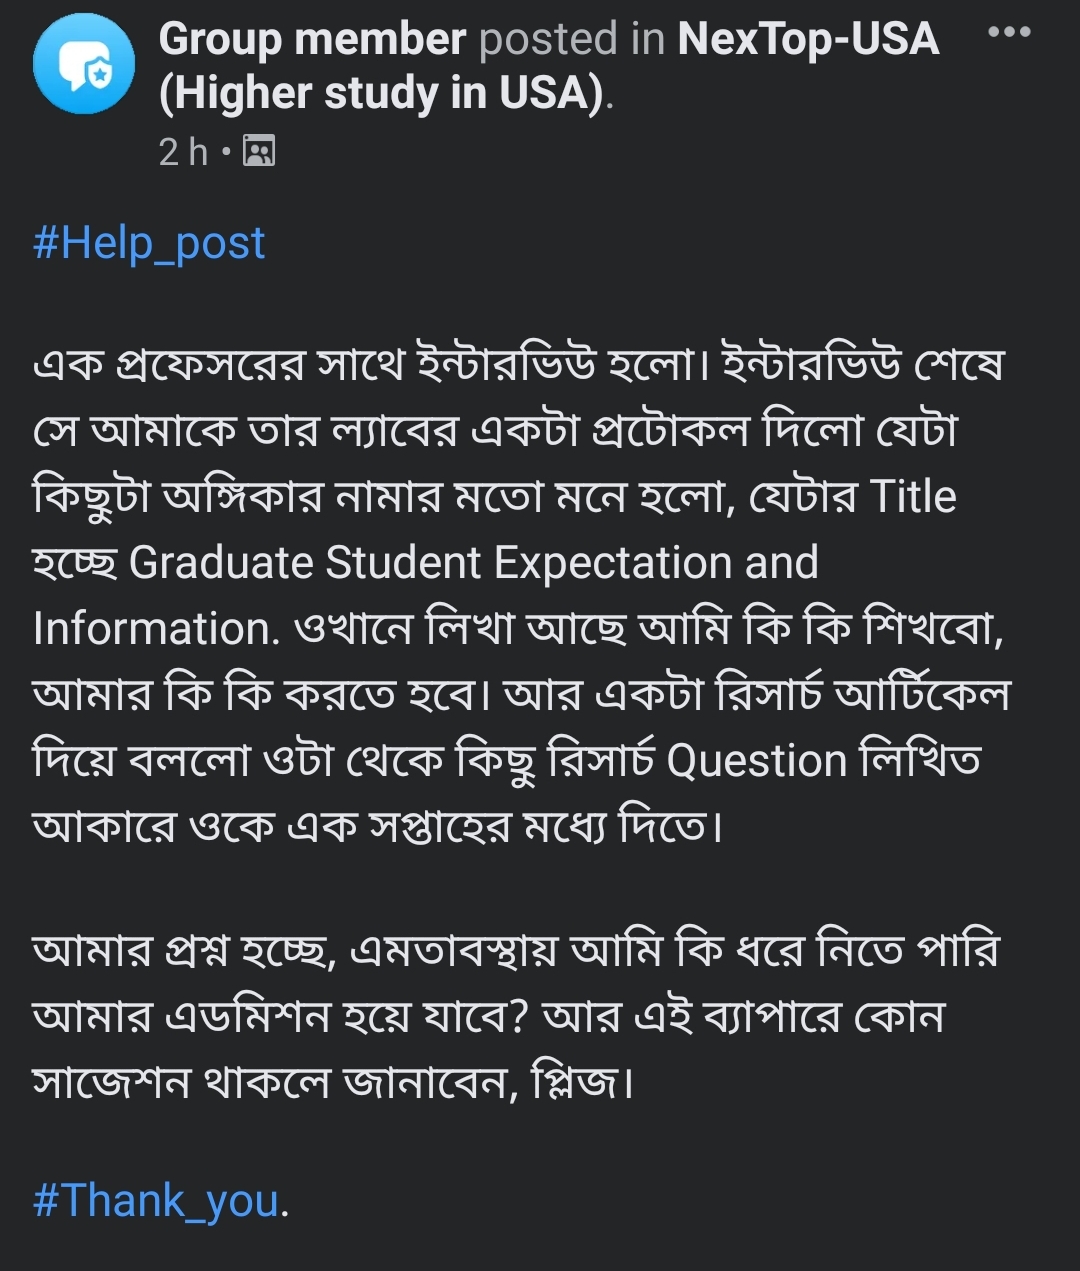 Group member posted in NexTop-USA
(Higher study in USA).
2 h •
#Help_post
এক প্রফেসরের সাথে ইন্টারভিউ হলো। ইন্টারভিউ শেষে
সে আমাকে তার ল্যাবের একটা প্রটোকল দিলো যেটা
কিছুটা অঙ্গিকার নামার মতো মনে হলো, যেটার Title
হচ্ছে Graduate Student Expectation and
Information. ওখানে লিখা আছে আমি কি কি শিখবো,
আমার কি কি করতে হবে। আর একটা রিসার্চ আর্টিকেল
দিয়ে বললো ওটা থেকে কিছু রিসার্চ Question লিখিত
আকারে ওকে এক সপ্তাহের মধ্যে দিতে।
আমার প্রশ্ন হচ্ছে, এমতাবস্থায় আমি কি ধরে নিতে পারি
আমার এডমিশন হয়ে যাবে? আর এই ব্যাপারে কোন
সাজেশন থাকলে জানাবেন, প্লিজ।
#Thank_you.